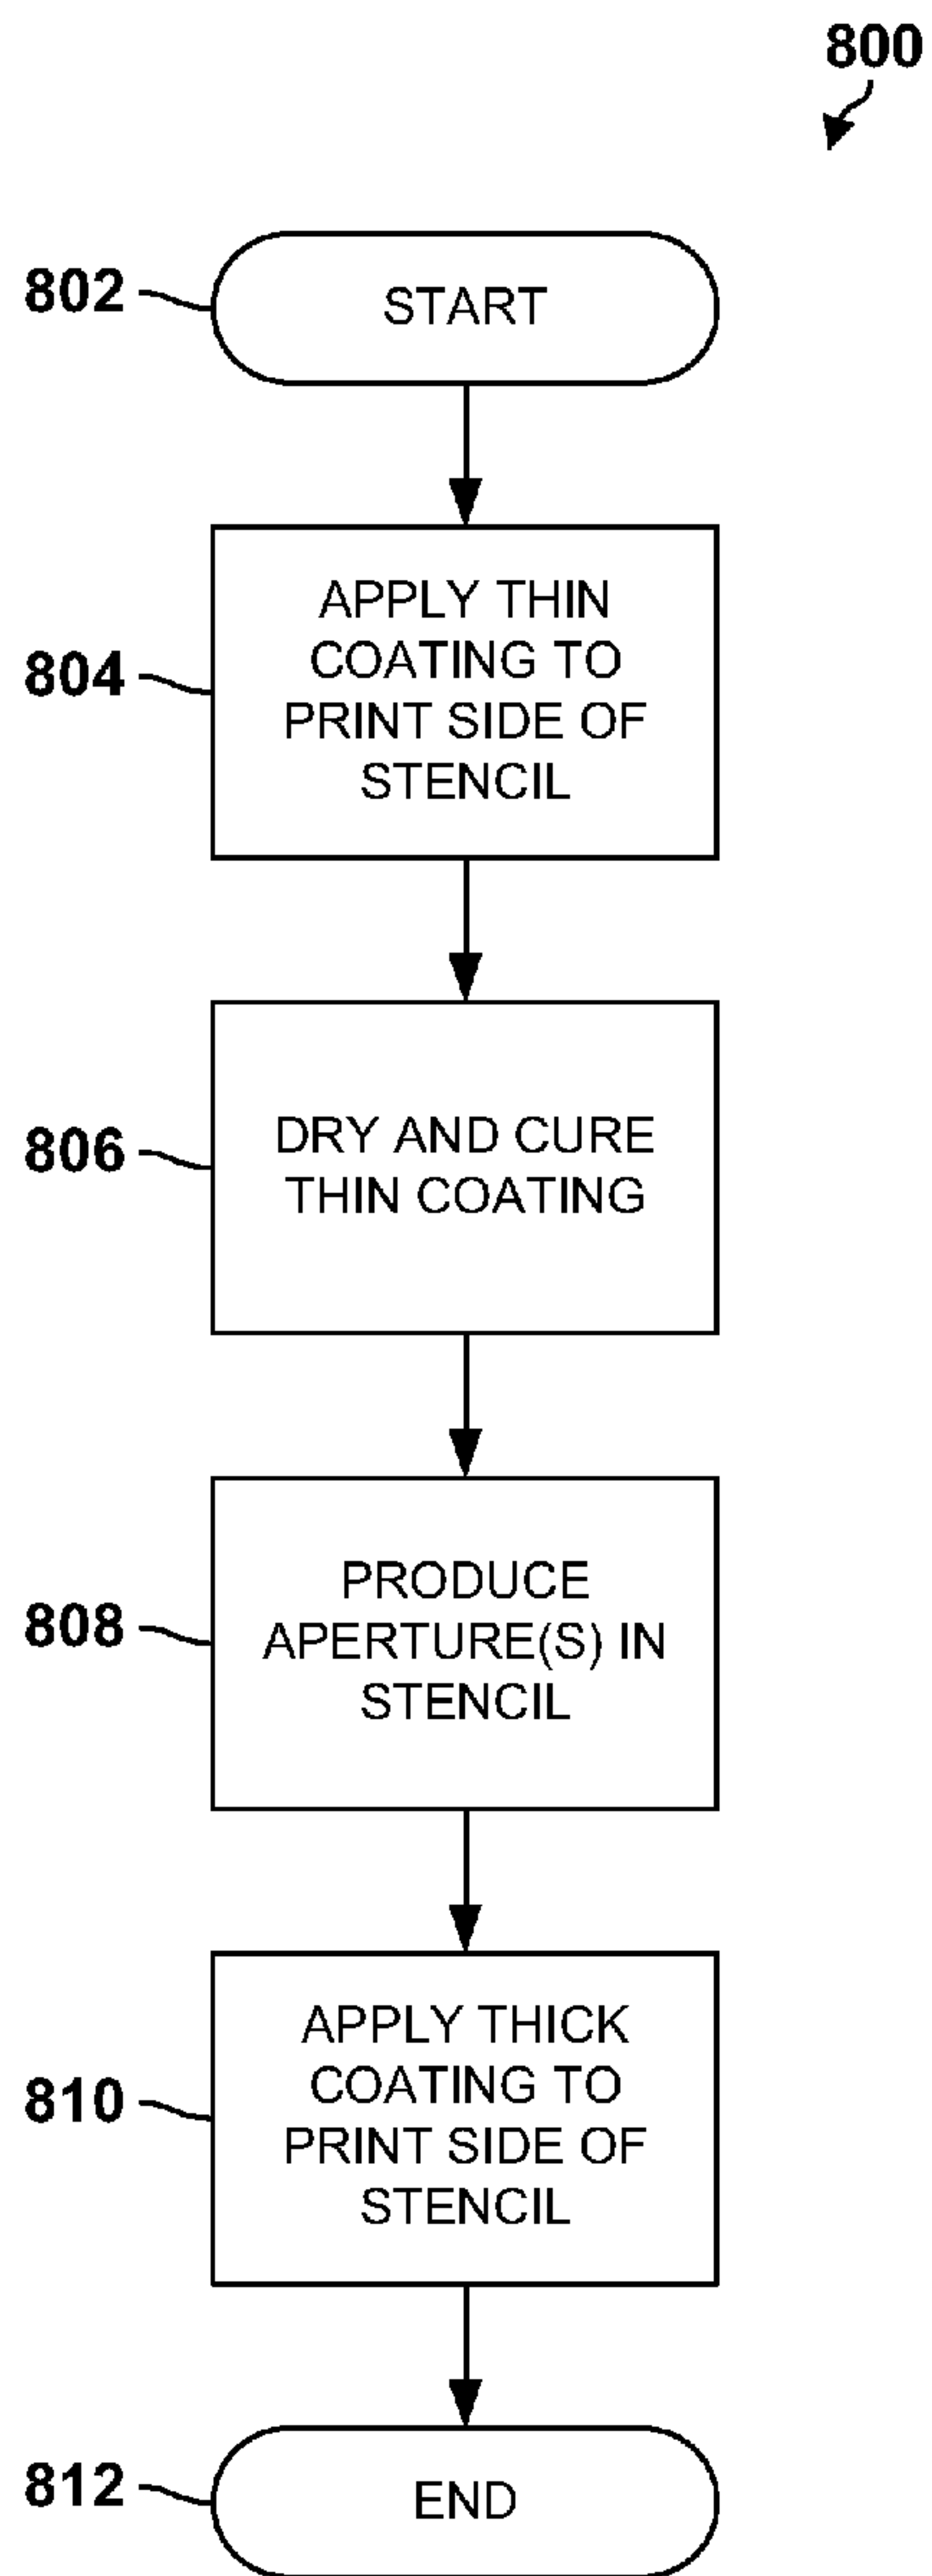 800
802
START
804
APPLY THIN
COATING TO
PRINT SIDE OF
STENCIL
806
DRY AND CURE
THIN COATING
808
PRODUCE
APERTURE(S) IN
STENCIL
810
APPLY THICK
COATING TO
PRINT SIDE OF
STENCIL
812
END